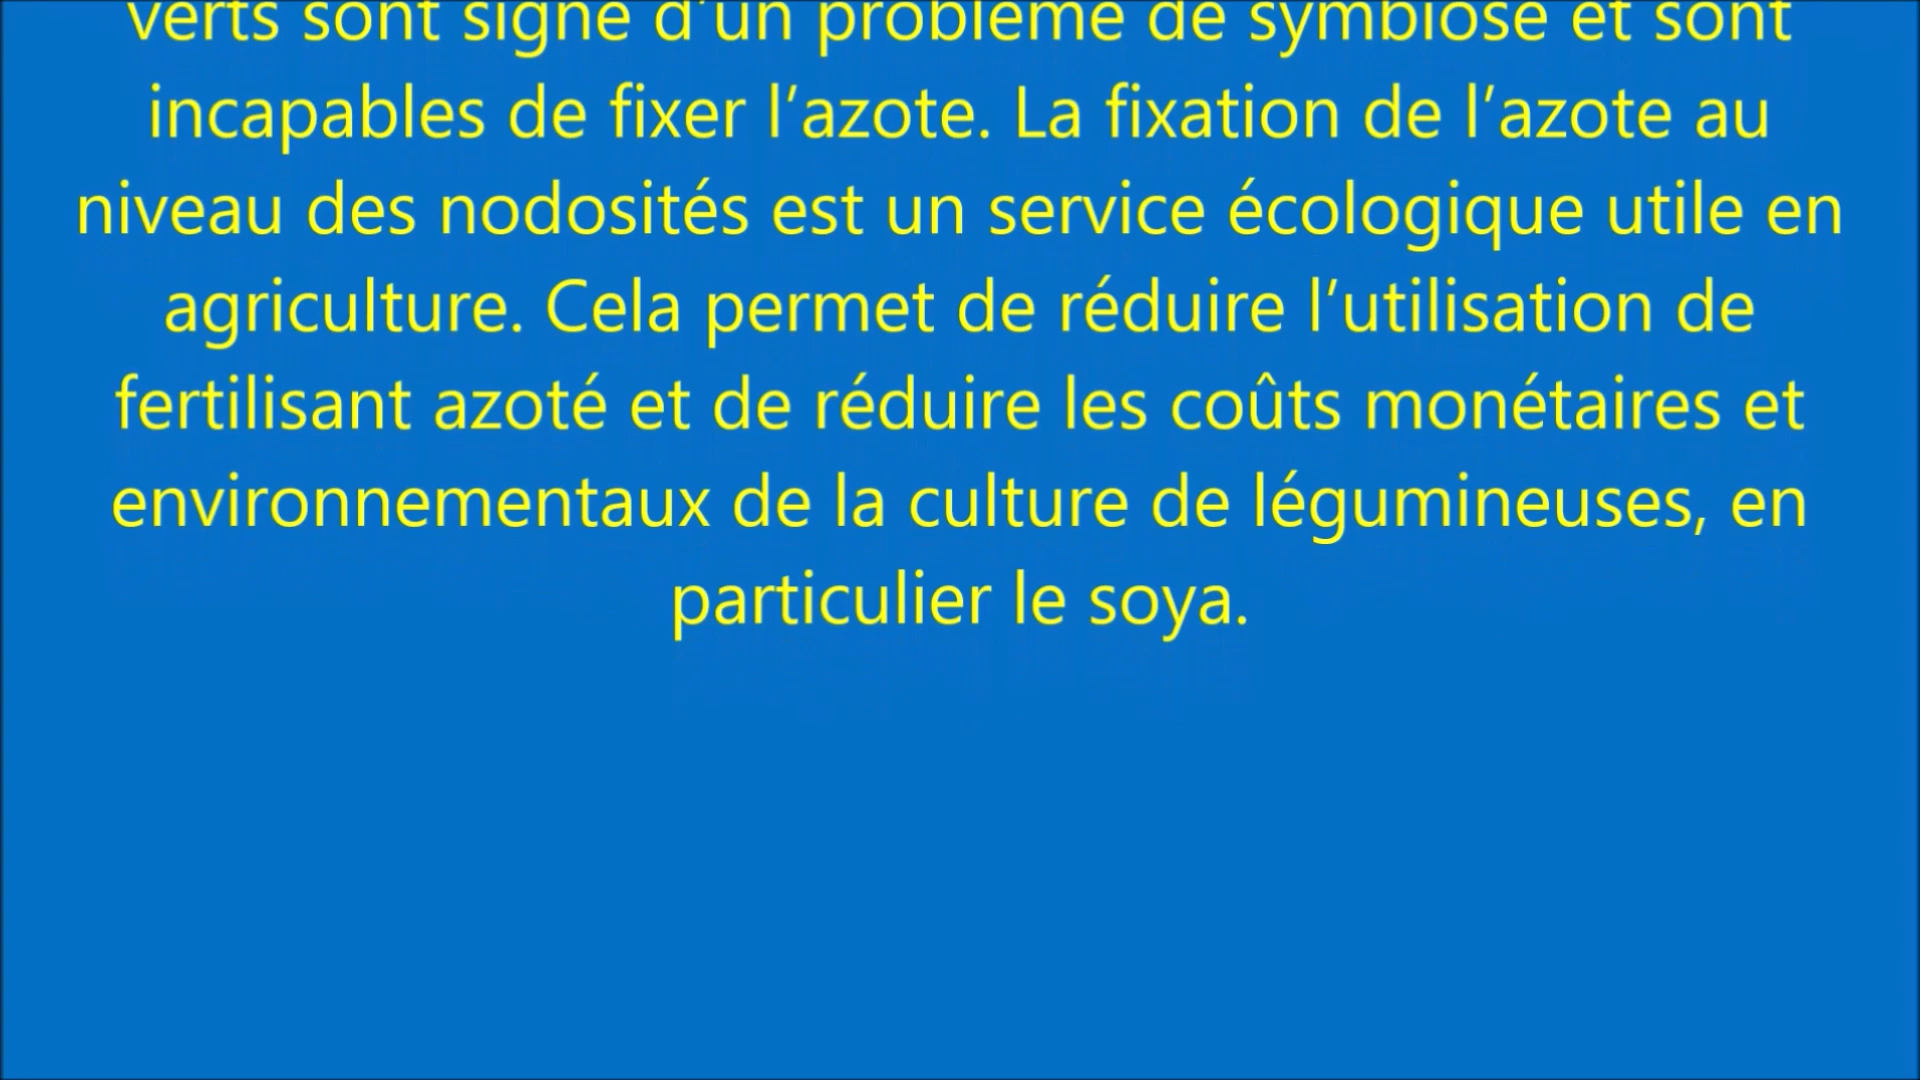 verts sont signe d’un problème de symbiose et sont
incapables de fixer l’azote. La fixation de l’azote au
niveau des nodosités est un service écologique utile en
agriculture. Cela permet de réduire l’utilisation de
fertilisant azoté et de réduire les coûts monétaires et
environnementaux de la culture de légumineuses, en
particulier le soya.